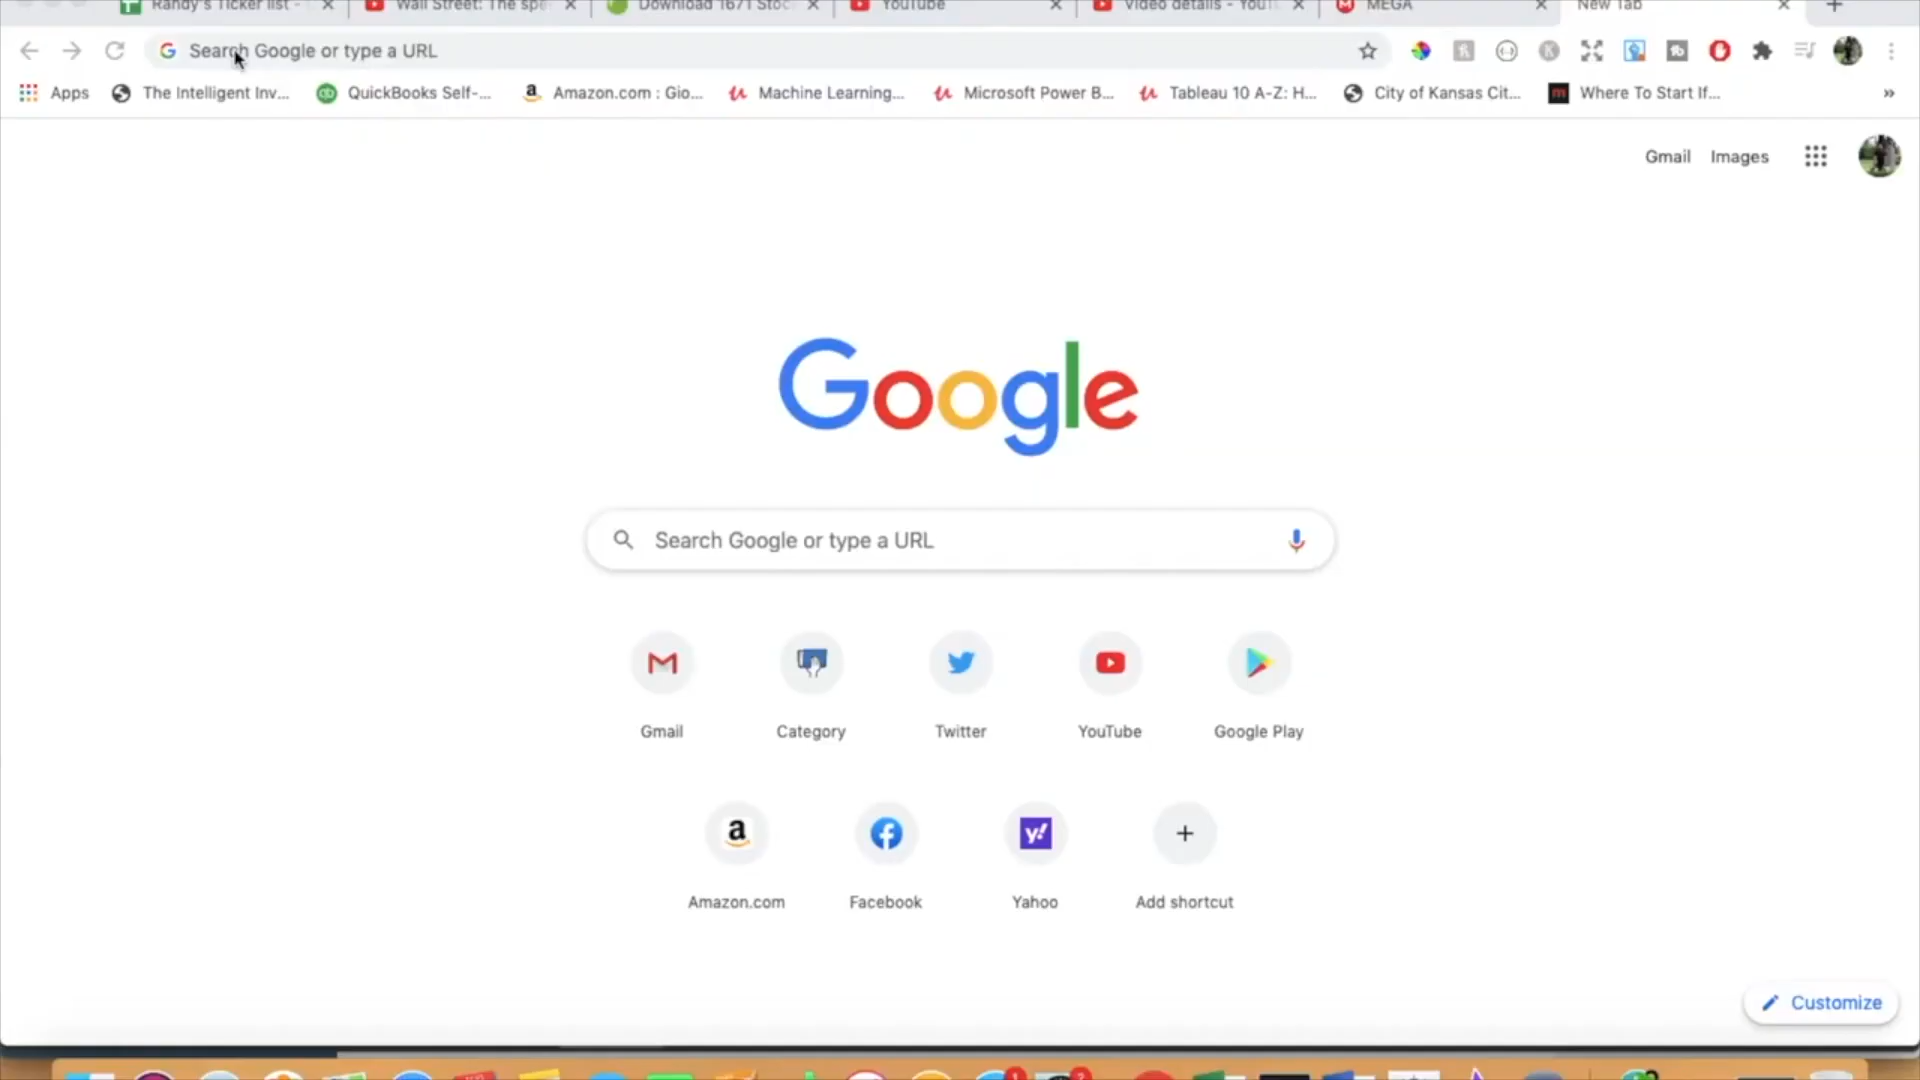 Randy's Ticker list - Wall Street: The spe Download 1671 Stoc YouTube Video details - YouT MEGA New Tab
Search Google or type a URL
Apps The Intelligent Inv... QuickBooks Self-... Amazon.com : Gio... Machine Learning... Microsoft Power B... Tableau 10 A-Z: H... City of Kansas Cit... Where To Start If... »
Gmail Images
Google
Search Google or type a URL
Gmail Category Twitter YouTube Google Play
Amazon.com Facebook Yahoo Add shortcut
Customize